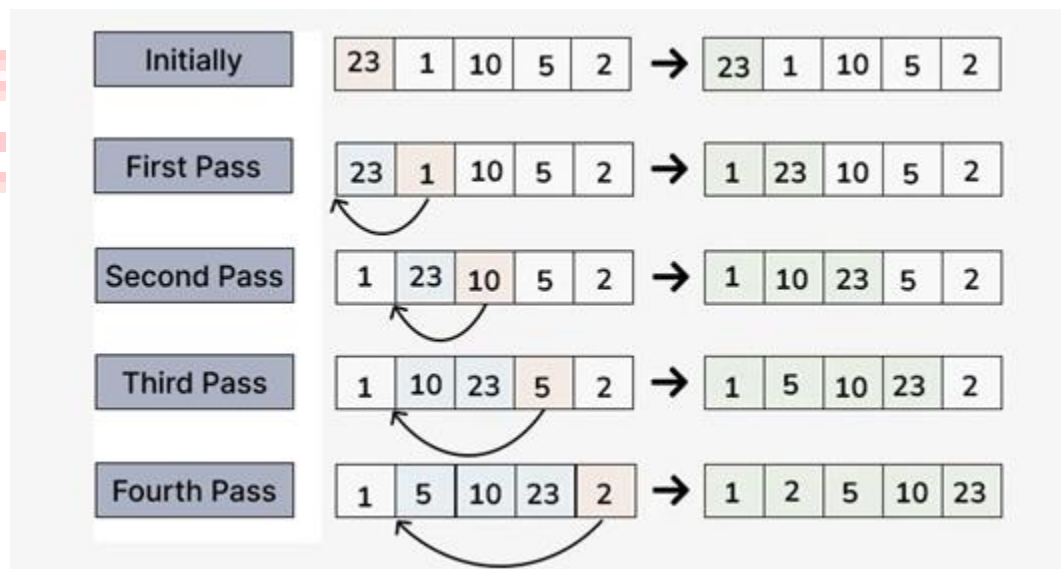 Initially 23 1 10 5 2 → 23 1 10 5 2
First Pass 23 1 10 5 2 → 1 23 10 5 2
Second Pass 1 23 10 5 2 → 1 10 23 5 2
Third Pass 1 10 23 5 2 → 1 5 10 23 2
Fourth Pass 1 5 10 23 2 → 1 2 5 10 23